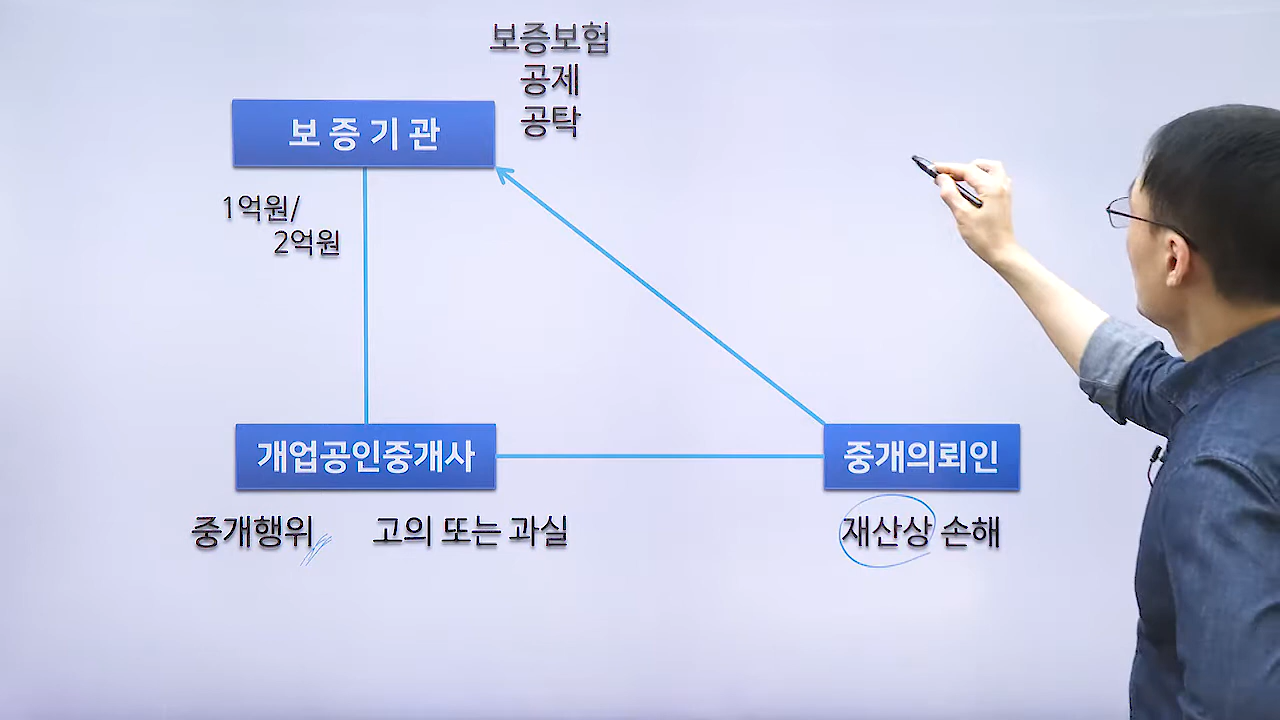 보증보험
공제
공탁
보증기관
1억원/
2억원
개업공인중개사
중개의뢰인
중개행위 고의 또는 과실
재산상 손해